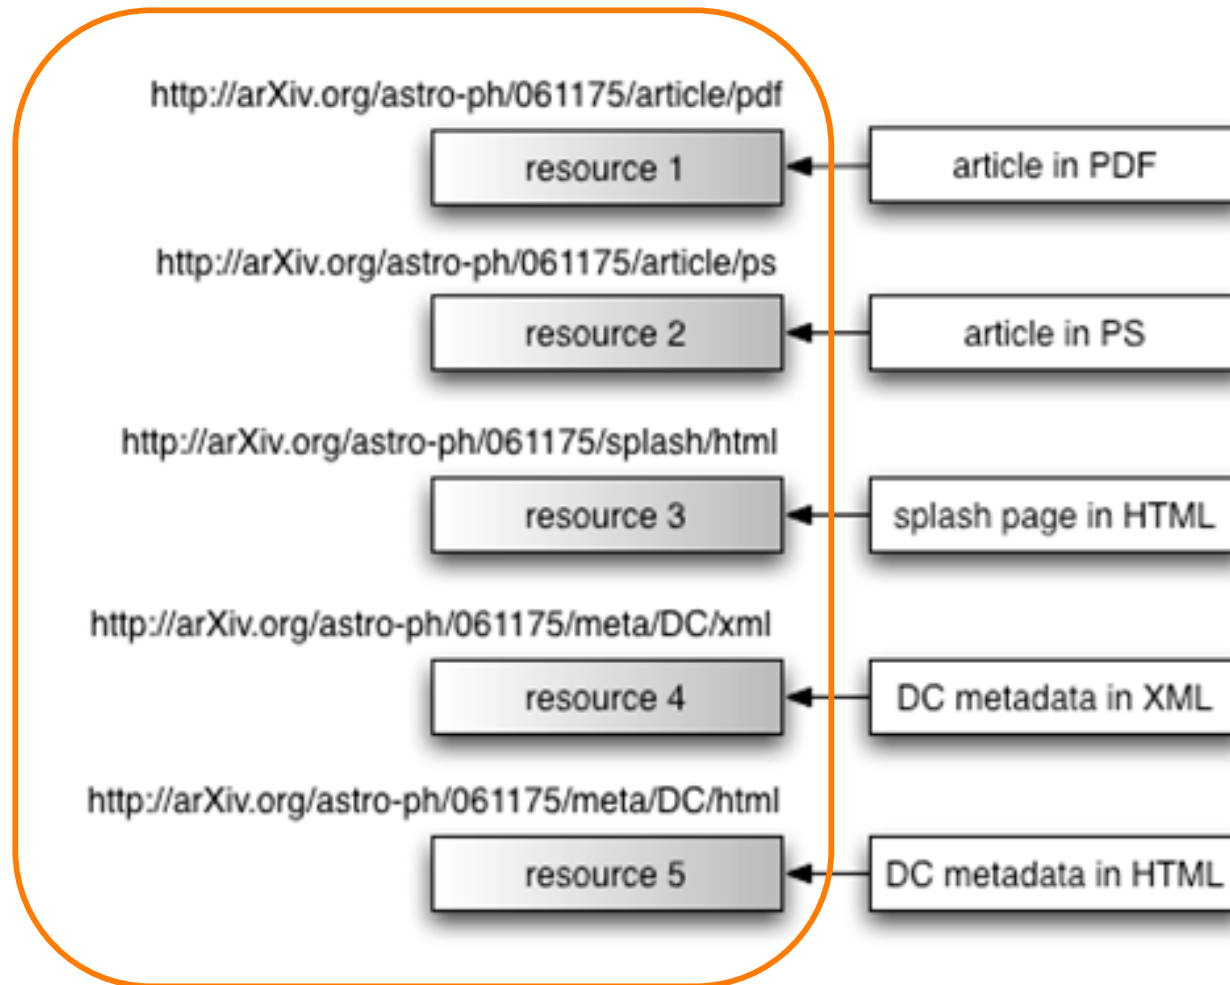 http://arXiv.org/astro-ph/061175/article/pdf
resource 1
article in PDF
http://arXiv.org/astro-ph/061175/article/ps
resource 2
article in PS
http://arXiv.org/astro-ph/061175/splash/html
resource 3
splash page in HTML
http://arXiv.org/astro-ph/061175/meta/DC/xml
resource 4
DC metadata in XML
http://arXiv.org/astro-ph/061175/meta/DC/html
resource 5
DC metadata in HTML